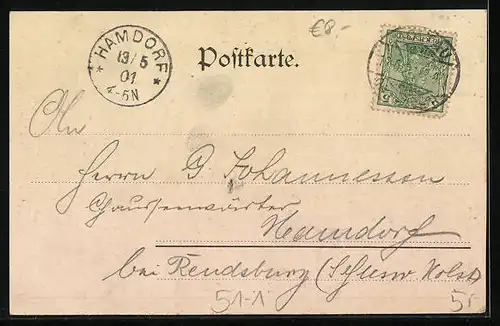 €8,-
* HAMDORF *
13/5
01
4-5N
Postkarte.
5
An
Herrn G Johannessen
Chausseewärter
Hamdorf
bei Rendsburg (Schlesw. Holst)
51-1